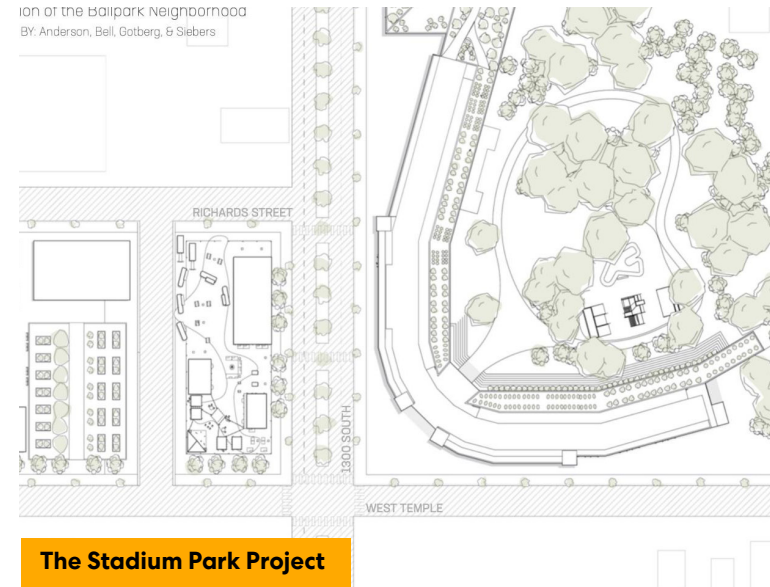 ion of the Ballpark Neighborhood
BY: Anderson, Bell, Gotberg, & Siebers
RICHARDS STREET
1300 SOUTH
WEST TEMPLE
The Stadium Park Project